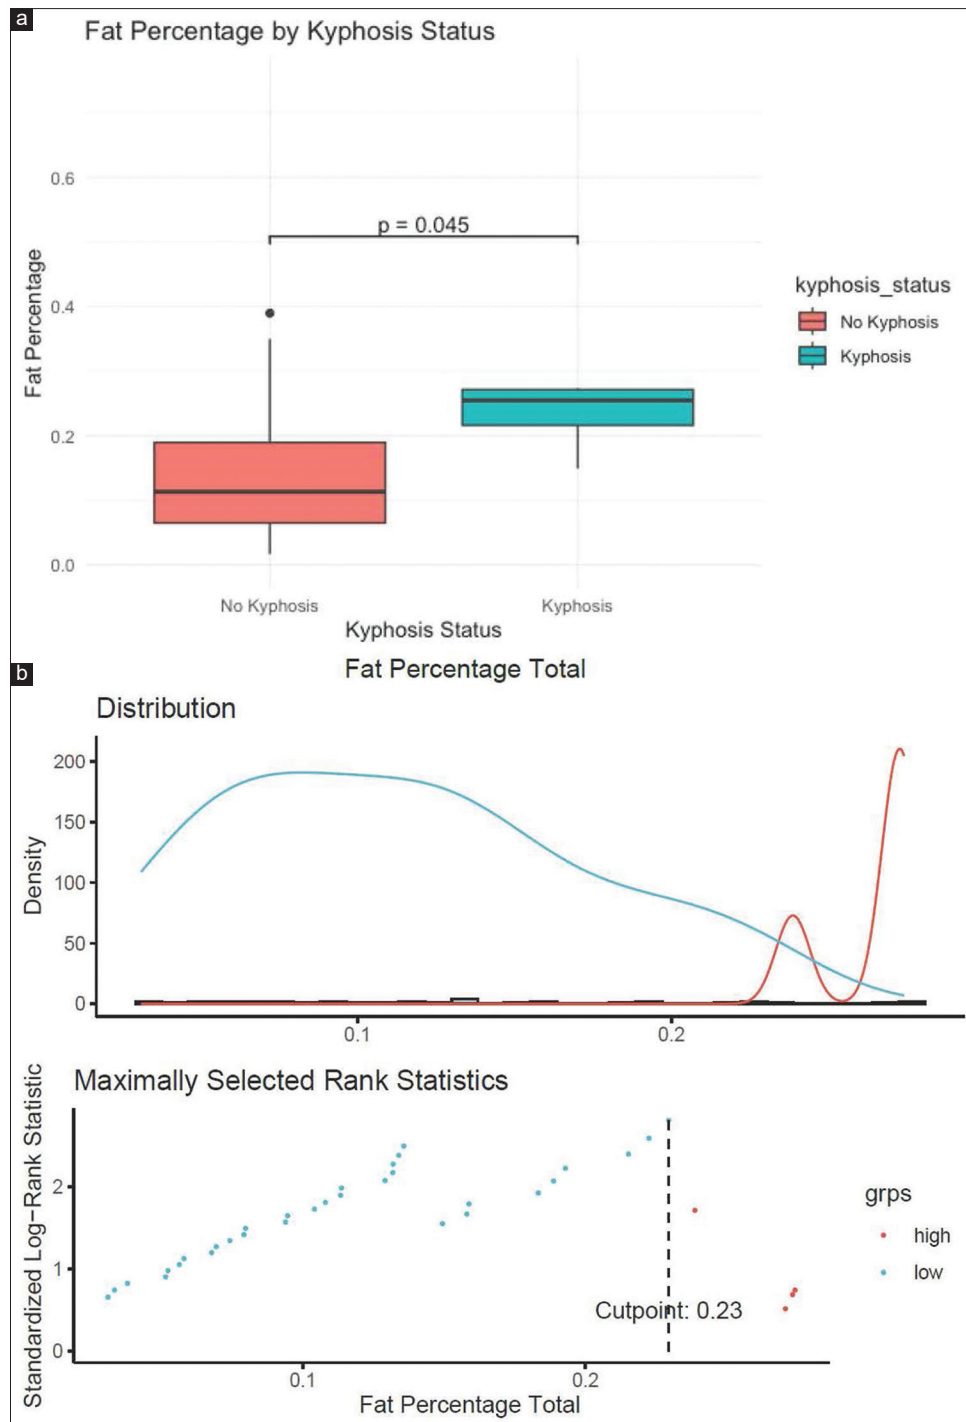 a
Fat Percentage by Kyphosis Status
0.6
0.4
0.2
0.0
Fat Percentage
p = 0.045
kyphosis_status
No Kyphosis
Kyphosis
No Kyphosis
Kyphosis
Kyphosis Status
b
Fat Percentage Total
Distribution
200
150
100
50
0
Density
0.1
0.2
Maximally Selected Rank Statistics
2
1
0
Standardized Log−Rank Statistic
Cutpoint: 0.23
grps
high
low
0.1
0.2
Fat Percentage Total